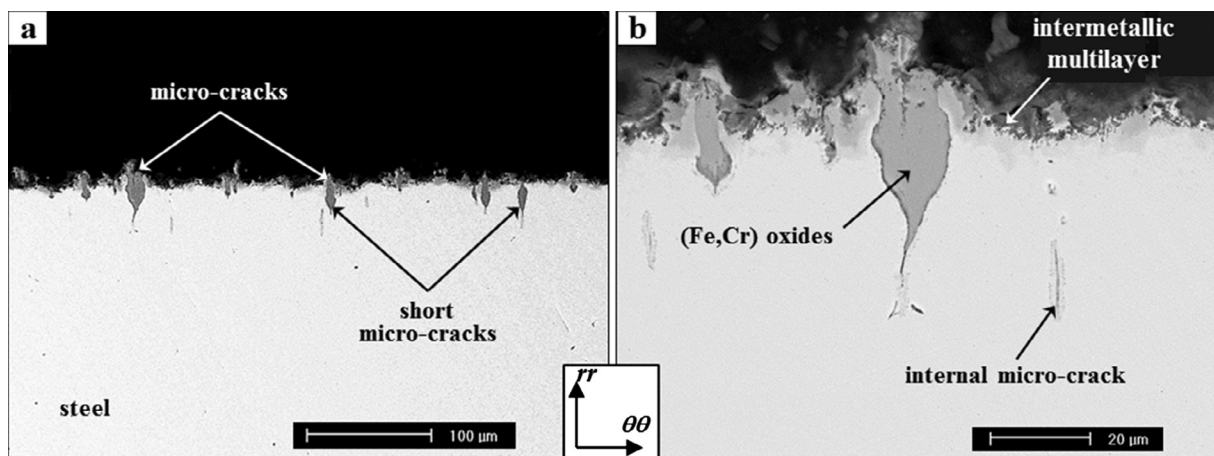 a
micro-cracks
short
micro-cracks
steel
100 µm
rr
θθ
b
intermetallic
multilayer
(Fe,Cr) oxides
internal micro-crack
20 µm